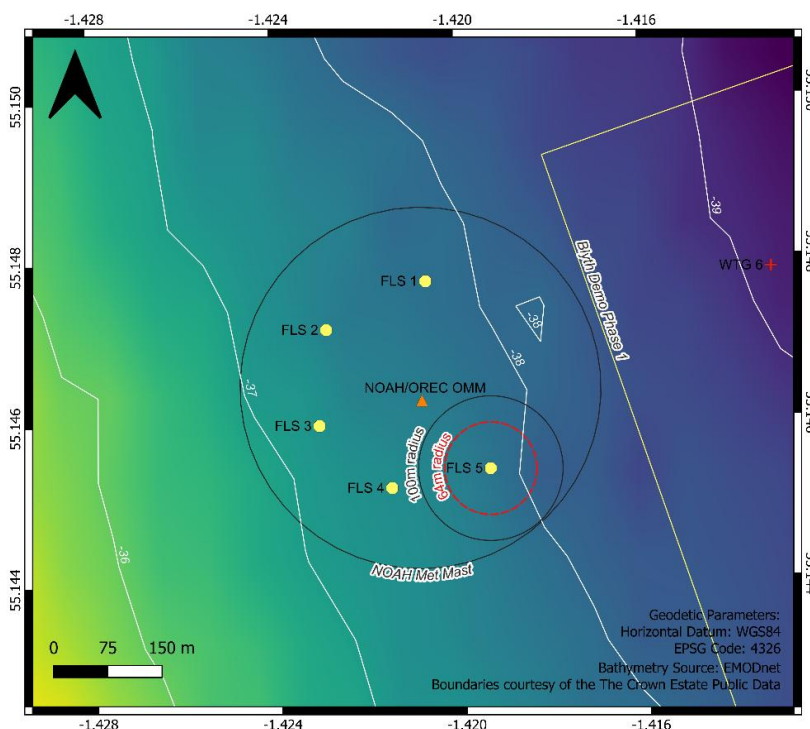 -1.428
-1.424
-1.420
-1.416
55.150
55.148
55.146
55.144
-39
WTG 6
Blyth Demo Phase 1
FLS 1
-38
FLS 2
-38
-37
NOAH/OREC OMM
FLS 3
100m radius
64m radius
FLS 5
FLS 4
NOAH Met Mast
-36
0 75 150 m
Geodetic Parameters:
Horizontal Datum: WGS84
EPSG Code: 4326
Bathymetry Source: EMODnet
Boundaries courtesy of the The Crown Estate Public Data
-1.428
-1.424
-1.420
-1.416